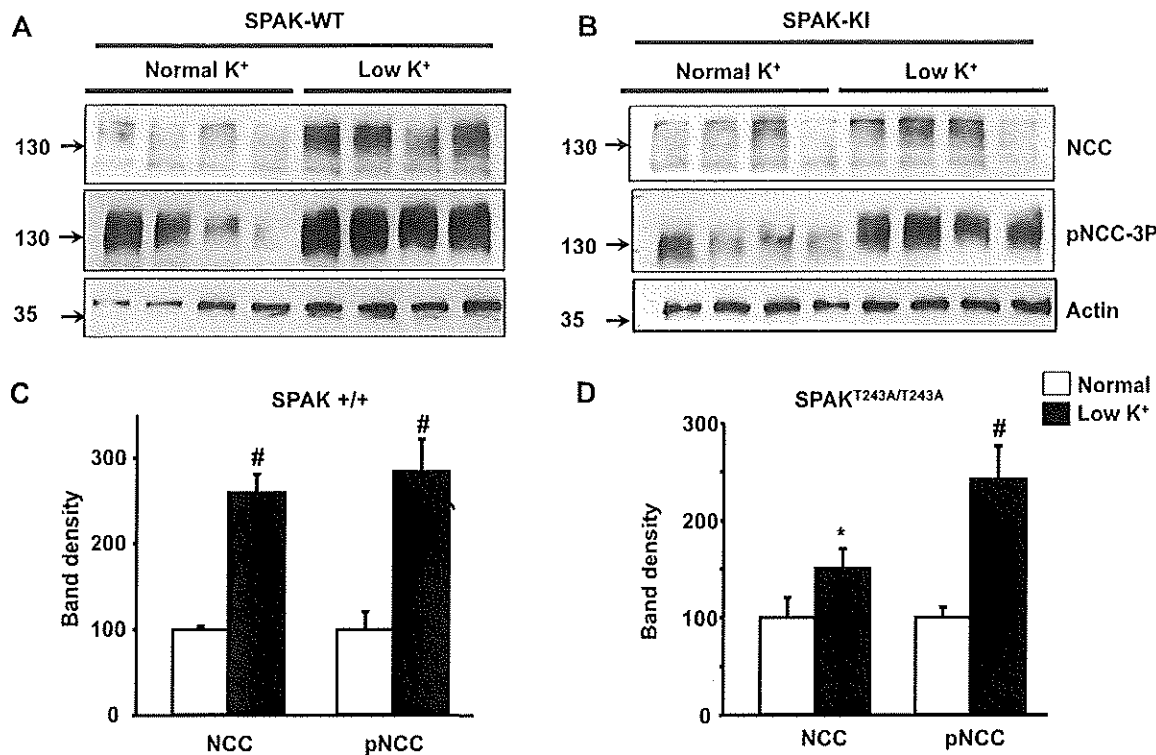 A SPAK-WT
Normal K⁺ Low K⁺
130
130
35
B SPAK-KI
Normal K⁺ Low K⁺
130 NCC
130 pNCC-3P
35 Actin
C SPAK +/+
Band density
300
200
100
0
# #
NCC pNCC
D SPAK^T243A/T243A
Normal
Low K⁺
Band density
300
200
100
0
* #
NCC pNCC